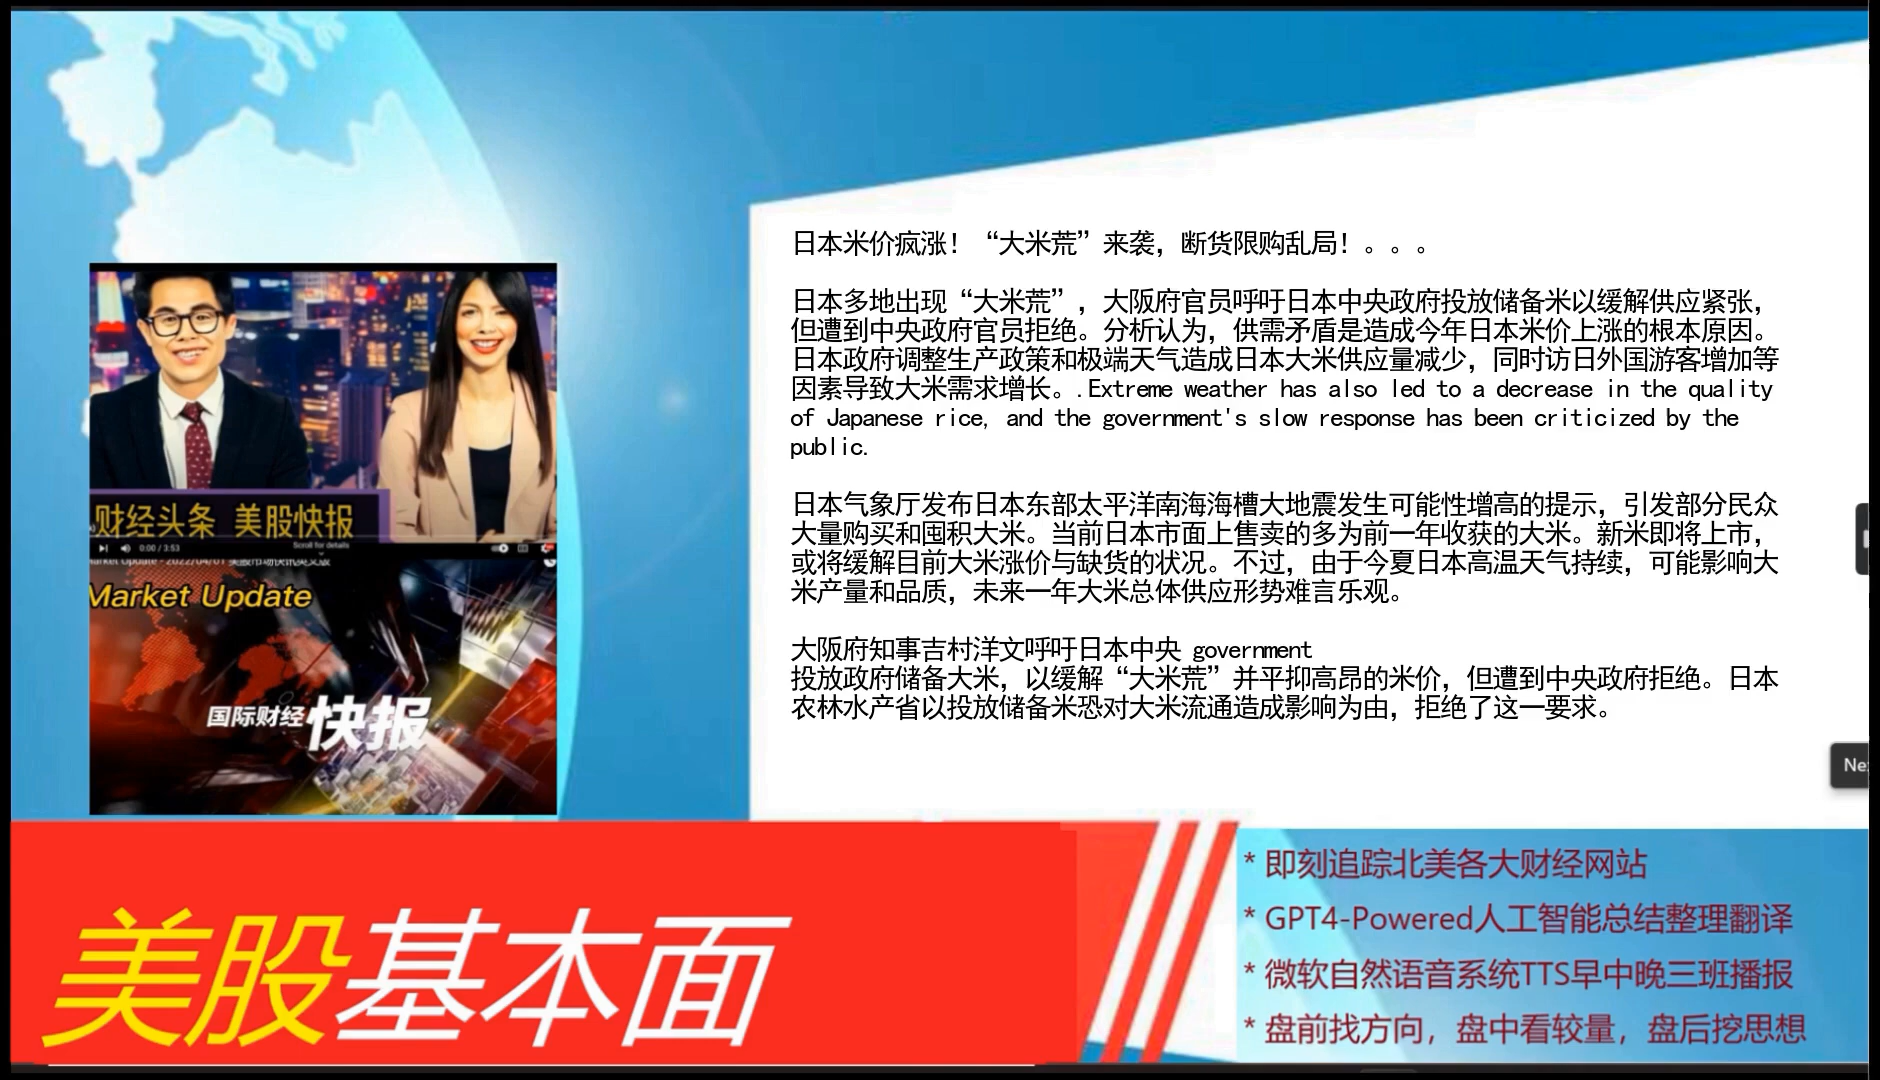 日本米价疯涨！“大米荒”来袭，断货限购乱局！。。。
日本多地出现“大米荒”，大阪府官员呼吁日本中央政府投放储备米以缓解供应紧张，
但遭到中央政府官员拒绝。分析认为，供需矛盾是造成今年日本米价上涨的根本原因。
日本政府调整生产政策和极端天气造成日本大米供应量减少，同时访日外国游客增加等
因素导致大米需求增长。.Extreme weather has also led to a decrease in the quality
of Japanese rice, and the government's slow response has been criticized by the
public.
日本气象厅发布日本东部太平洋南海海槽大地震发生可能性增高的提示，引发部分民众
大量购买和囤积大米。当前日本市面上售卖的多为前一年收获的大米。新米即将上市，
或将缓解目前大米涨价与缺货的状况。不过，由于今夏日本高温天气持续，可能影响大
米产量和品质，未来一年大米总体供应形势难言乐观。
大阪府知事吉村洋文呼吁日本中央 government
投放政府储备大米，以缓解“大米荒”并平抑高昂的米价，但遭到中央政府拒绝。日本
农林水产省以投放储备米恐对大米流通造成影响为由，拒绝了这一要求。
财经头条 美股快报
Scroll for details
0:00 / 3:53
Market Update - 2022/04/01
Market Update
国际财经快报
美股基本面
* 即刻追踪北美各大财经网站
* GPT4-Powered人工智能总结整理翻译
* 微软自然语音系统TTS早中晚三班播报
* 盘前找方向，盘中看较量，盘后挖思想